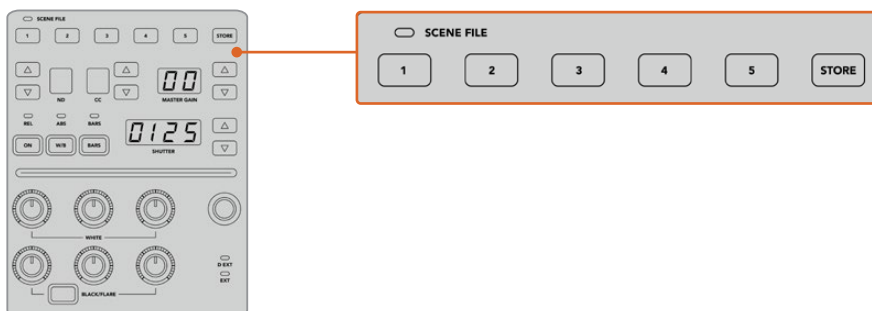 SCENE FILE
1 2 3 4 5 STORE
ND CC 00
MASTER GAIN
REL ABS BARS
ON W/B BARS
0125
SHUTTER
WHITE
D EXT
EXT
BLACK/FLARE
SCENE FILE
1 2 3 4 5 STORE